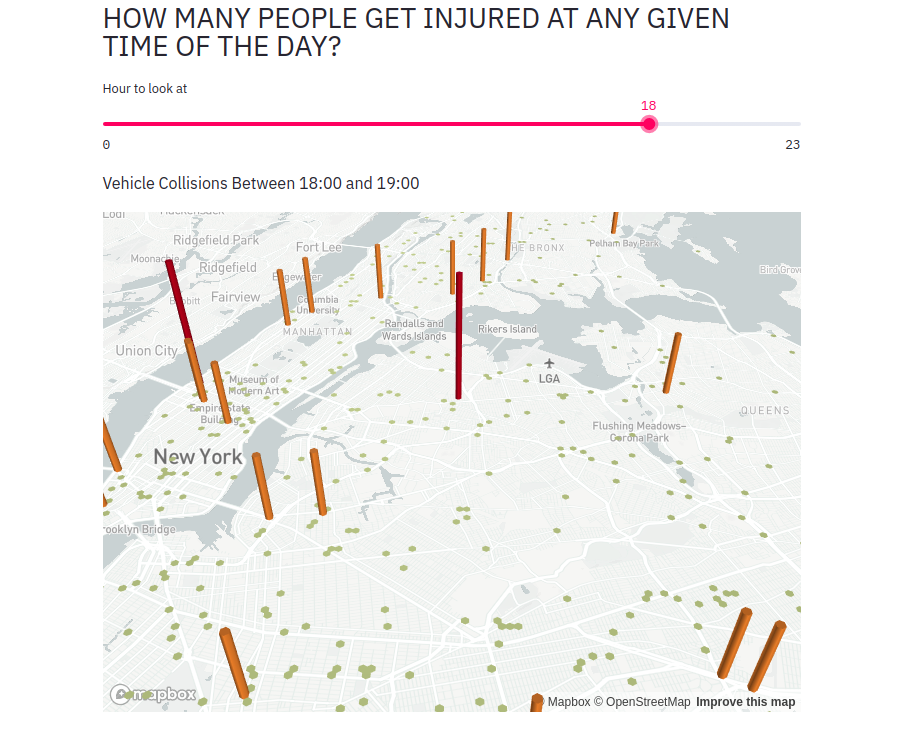 HOW MANY PEOPLE GET INJURED AT ANY GIVEN
TIME OF THE DAY?
Hour to look at
18
0
23
Vehicle Collisions Between 18:00 and 19:00
Lodi
Hackensack
Ridgefield Park
Fort Lee
THE BRONX
Pelham Bay Park
Moonachie
Ridgefield
Edgewater
Bird Grove
Fairview
Columbia
University
MANHATTAN
Randalls and
Wards Islands
Rikers Island
Union City
LGA
Museum of
Modern Art
Empire State
Building
QUEENS
Flushing Meadows–
Corona Park
New York
rooklyn Bridge
mapbox
Mapbox © OpenStreetMap Improve this map